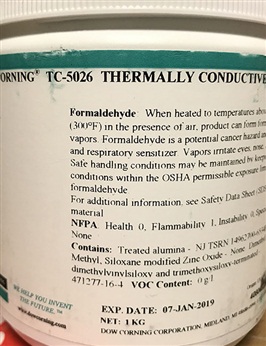 ORNING® TC-5026 THERMALLY CONDUCTIVE
Formaldehyde When heated to temperatures abo
(300°F) in the presence of air, product can form form
vapors. Formaldehyde is a potential cancer hazard an
and respiratory sensitizer. Vapors irritate eyes, nose,
Safe handling conditions may be maintained by keep
conditions within the OSHA permissible exposure
formaldehyde.
For additional information, see Safety Data Sheet (SDS)
material
NFPA: Health 0, Flammability 1, Instability 0,
None
Contains: Treated alumina - NJ TSRN
Methyl, Siloxane modified Zinc Oxide - None,
dimethylvinylsiloxy and trimethoxysiloxy-terminated-
471277-16-4 VOC Content: 0 g/l
WE HELP YOU INVENT
THE FUTURE.™
EXP. DATE: 07-JAN-2019
NET: 1 KG
DOW CORNING CORPORATION, MIDLAND, MI